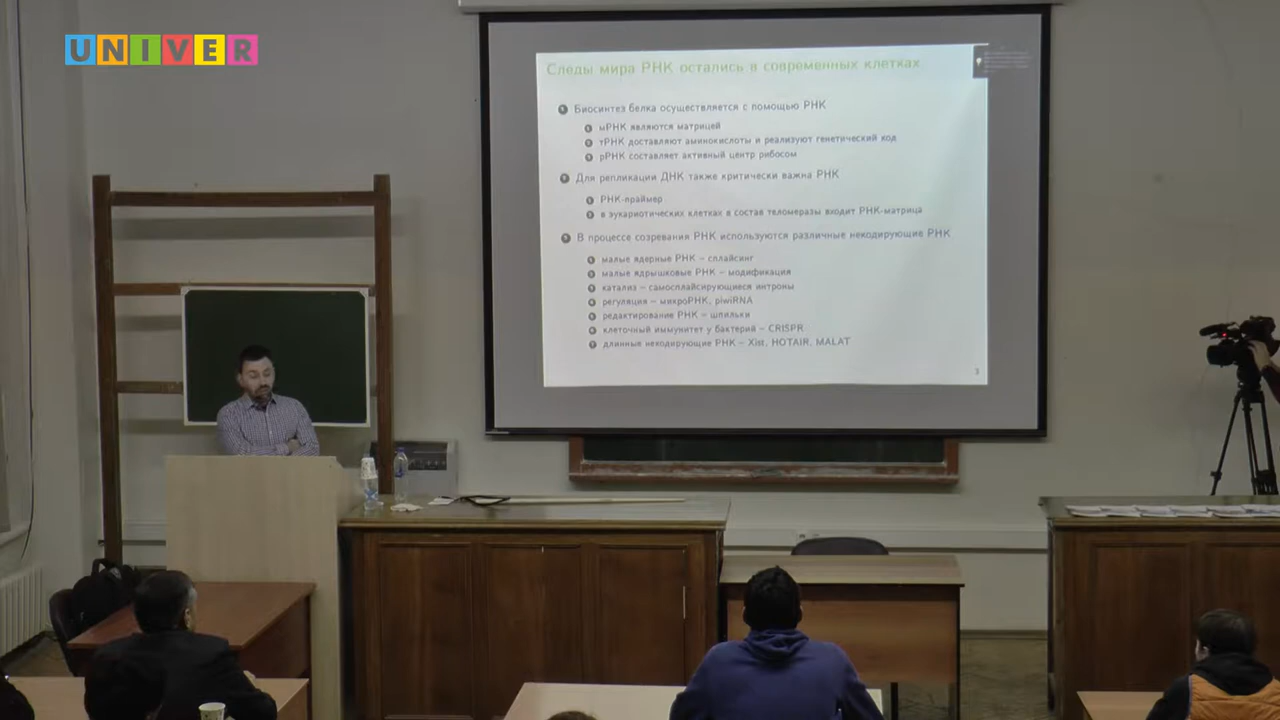 UNIVER
Следы мира РНК остались в современных клетках
Биосинтез белка осуществляется с помощью РНК
мРНК являются матрицей
тРНК доставляют аминокислоты и реализуют генетический код
рРНК составляет активный центр рибосом
Для репликации ДНК также критически важна РНК
РНК-праймер
в эукариотических клетках в состав теломеразы входит РНК-матрица
В процессе созревания РНК используются различные некодирующие РНК
малые ядерные РНК – сплайсинг
малые ядрышковые РНК – модификация
катализ – самосплайсирующиеся интроны
регуляция – микроРНК, piwiRNA
редактирование РНК – шпильки
клеточный иммунитет у бактерий – CRISPR
длинные некодирующие РНК – Xist, HOTAIR, MALAT
3